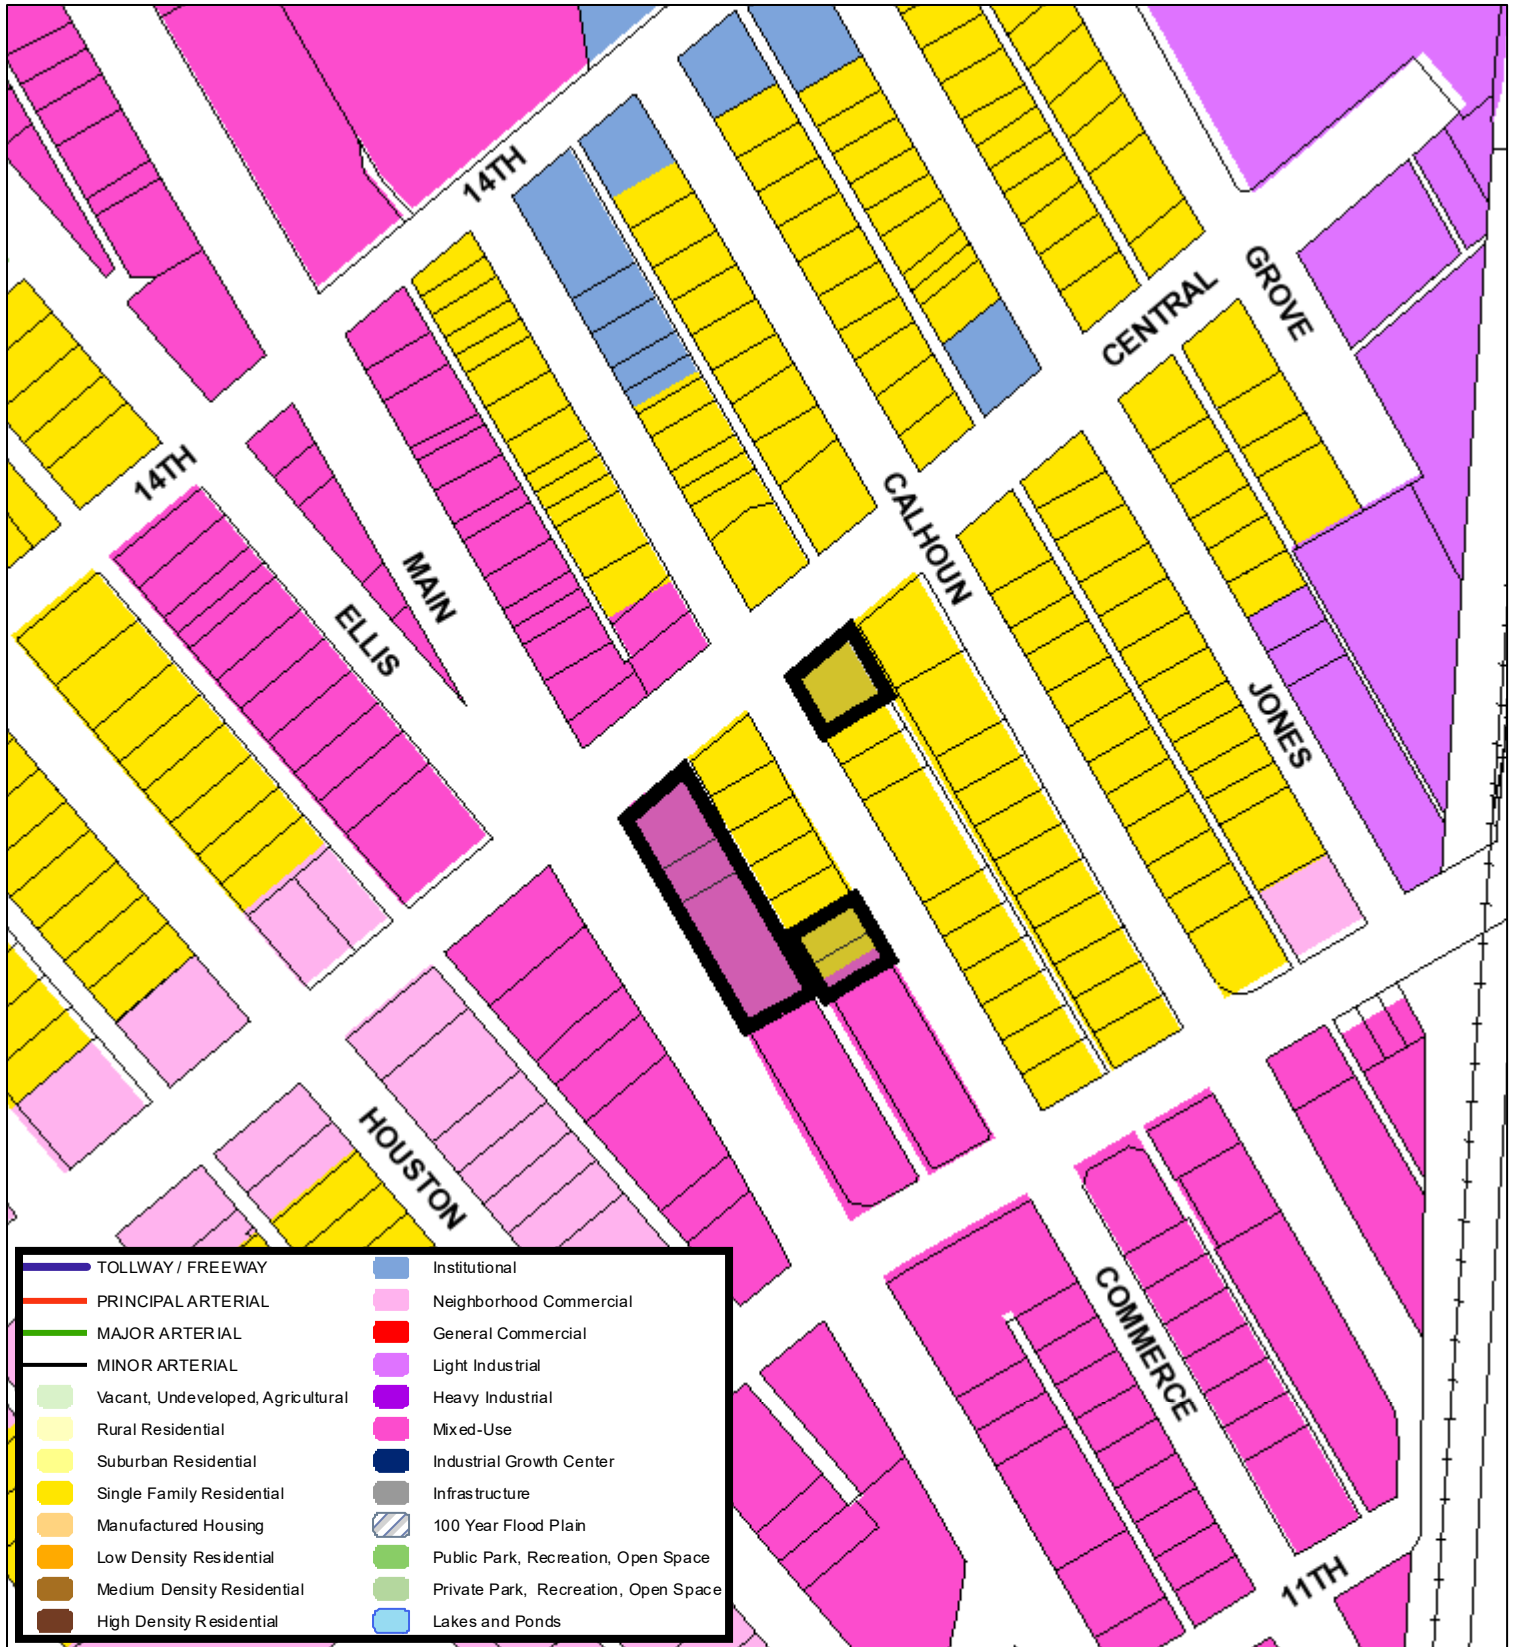 14TH
GROVE
CENTRAL
14TH
CALHOUN
MAIN
ELLIS
JONES
HOUSTON
COMMERCE
11TH
TOLLWAY / FREEWAY
PRINCIPAL ARTERIAL
MAJOR ARTERIAL
MINOR ARTERIAL
Vacant, Undeveloped, Agricultural
Rural Residential
Suburban Residential
Single Family Residential
Manufactured Housing
Low Density Residential
Medium Density Residential
High Density Residential
Institutional
Neighborhood Commercial
General Commercial
Light Industrial
Heavy Industrial
Mixed-Use
Industrial Growth Center
Infrastructure
100 Year Flood Plain
Public Park, Recreation, Open Space
Private Park, Recreation, Open Space
Lakes and Ponds